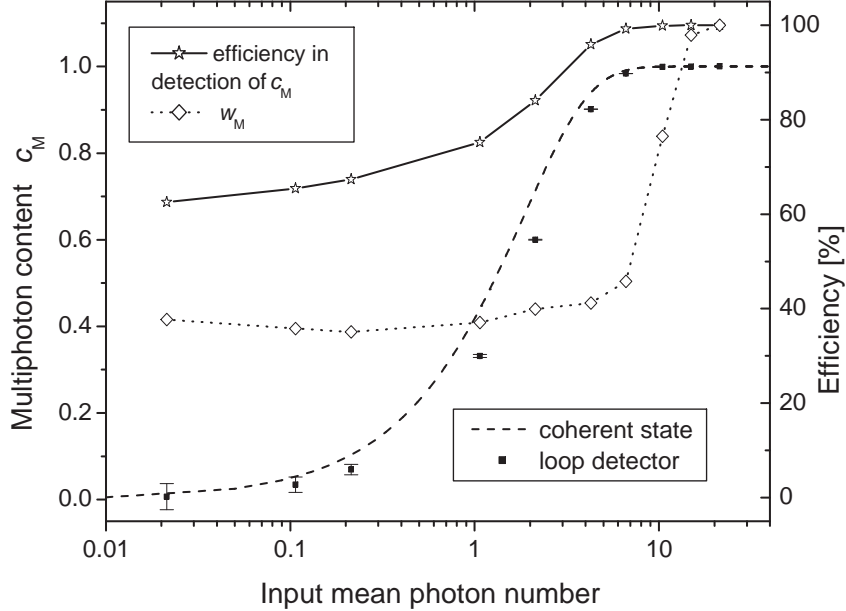 efficiency in
detection of c_M
w_M
1.0
0.8
0.6
0.4
0.2
0.0
Multiphoton content c_M
100
80
60
40
20
0
Efficiency [%]
coherent state
loop detector
0.01
0.1
1
10
Input mean photon number